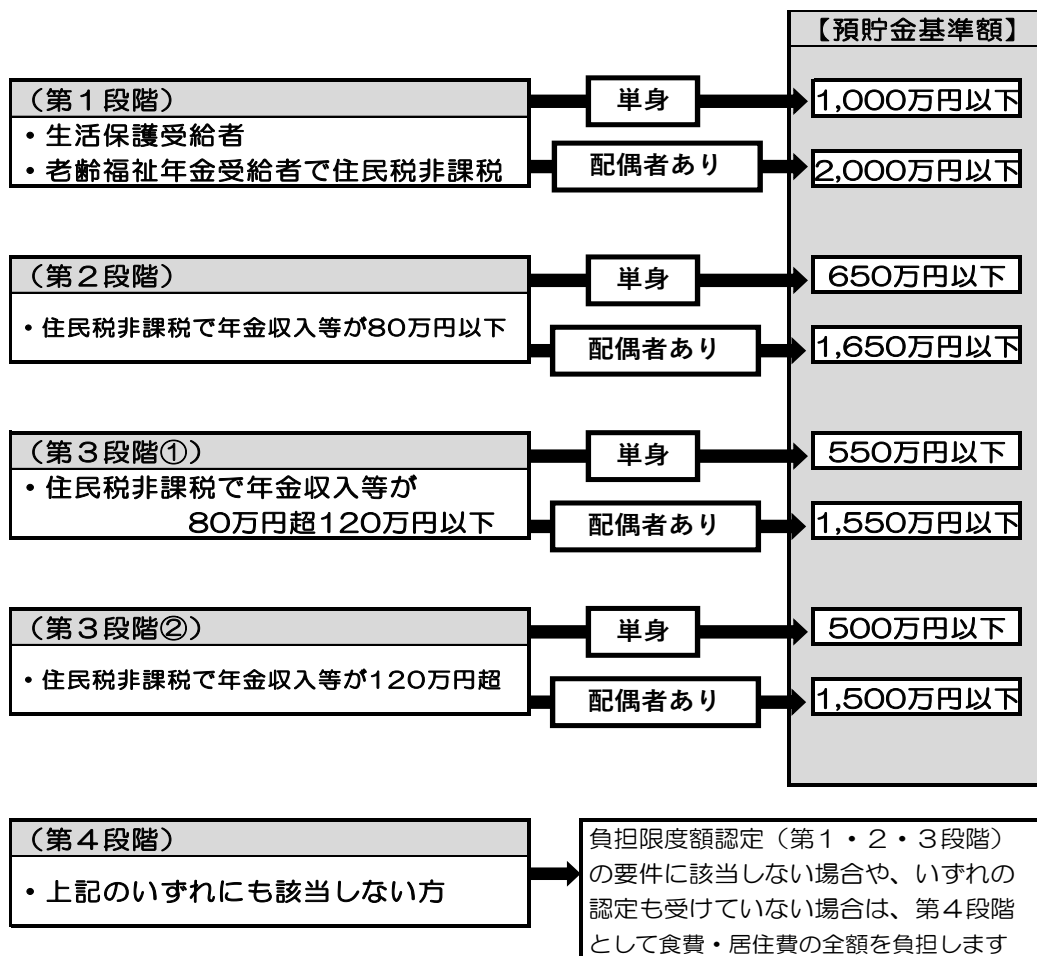 【預貯金基準額】
（第１段階）
・生活保護受給者
・老齢福祉年金受給者で住民税非課税
単身
1,000万円以下
配偶者あり
2,000万円以下
（第２段階）
・住民税非課税で年金収入等が80万円以下
単身
650万円以下
配偶者あり
1,650万円以下
（第３段階①）
・住民税非課税で年金収入等が
80万円超120万円以下
単身
550万円以下
配偶者あり
1,550万円以下
（第３段階②）
・住民税非課税で年金収入等が120万円超
単身
500万円以下
配偶者あり
1,500万円以下
（第４段階）
・上記のいずれにも該当しない方
負担限度額認定（第１・２・３段階）
の要件に該当しない場合や、いずれの
認定も受けていない場合は、第４段階
として食費・居住費の全額を負担します